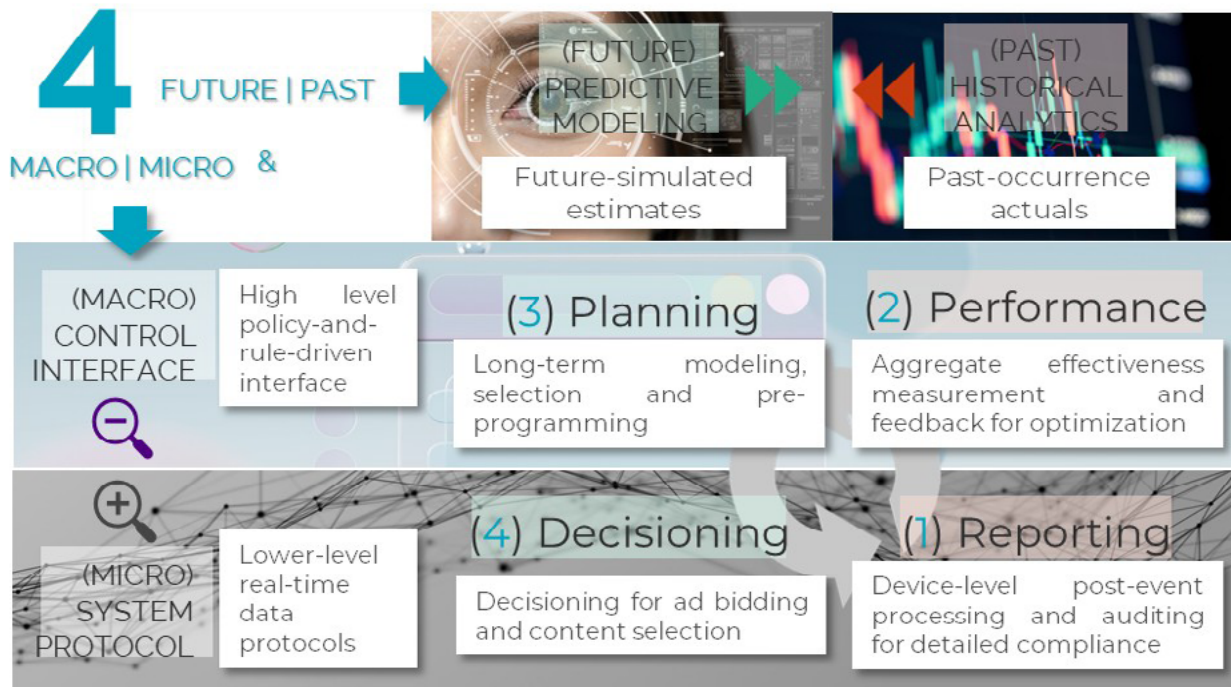 4
FUTURE | PAST
MACRO | MICRO &
(FUTURE)
PREDICTIVE
MODELING
Future-simulated
estimates
(PAST)
HISTORICAL
ANALYTICS
Past-occurrence
actuals
(MACRO)
CONTROL
INTERFACE
High level
policy-and-
rule-driven
interface
(3) Planning
Long-term modeling,
selection and pre-
programming
(2) Performance
Aggregate effectiveness
measurement and
feedback for optimization
(MICRO)
SYSTEM
PROTOCOL
Lower-level
real-time
data
protocols
(4) Decisioning
Decisioning for ad bidding
and content selection
(1) Reporting
Device-level post-event
processing and auditing
for detailed compliance